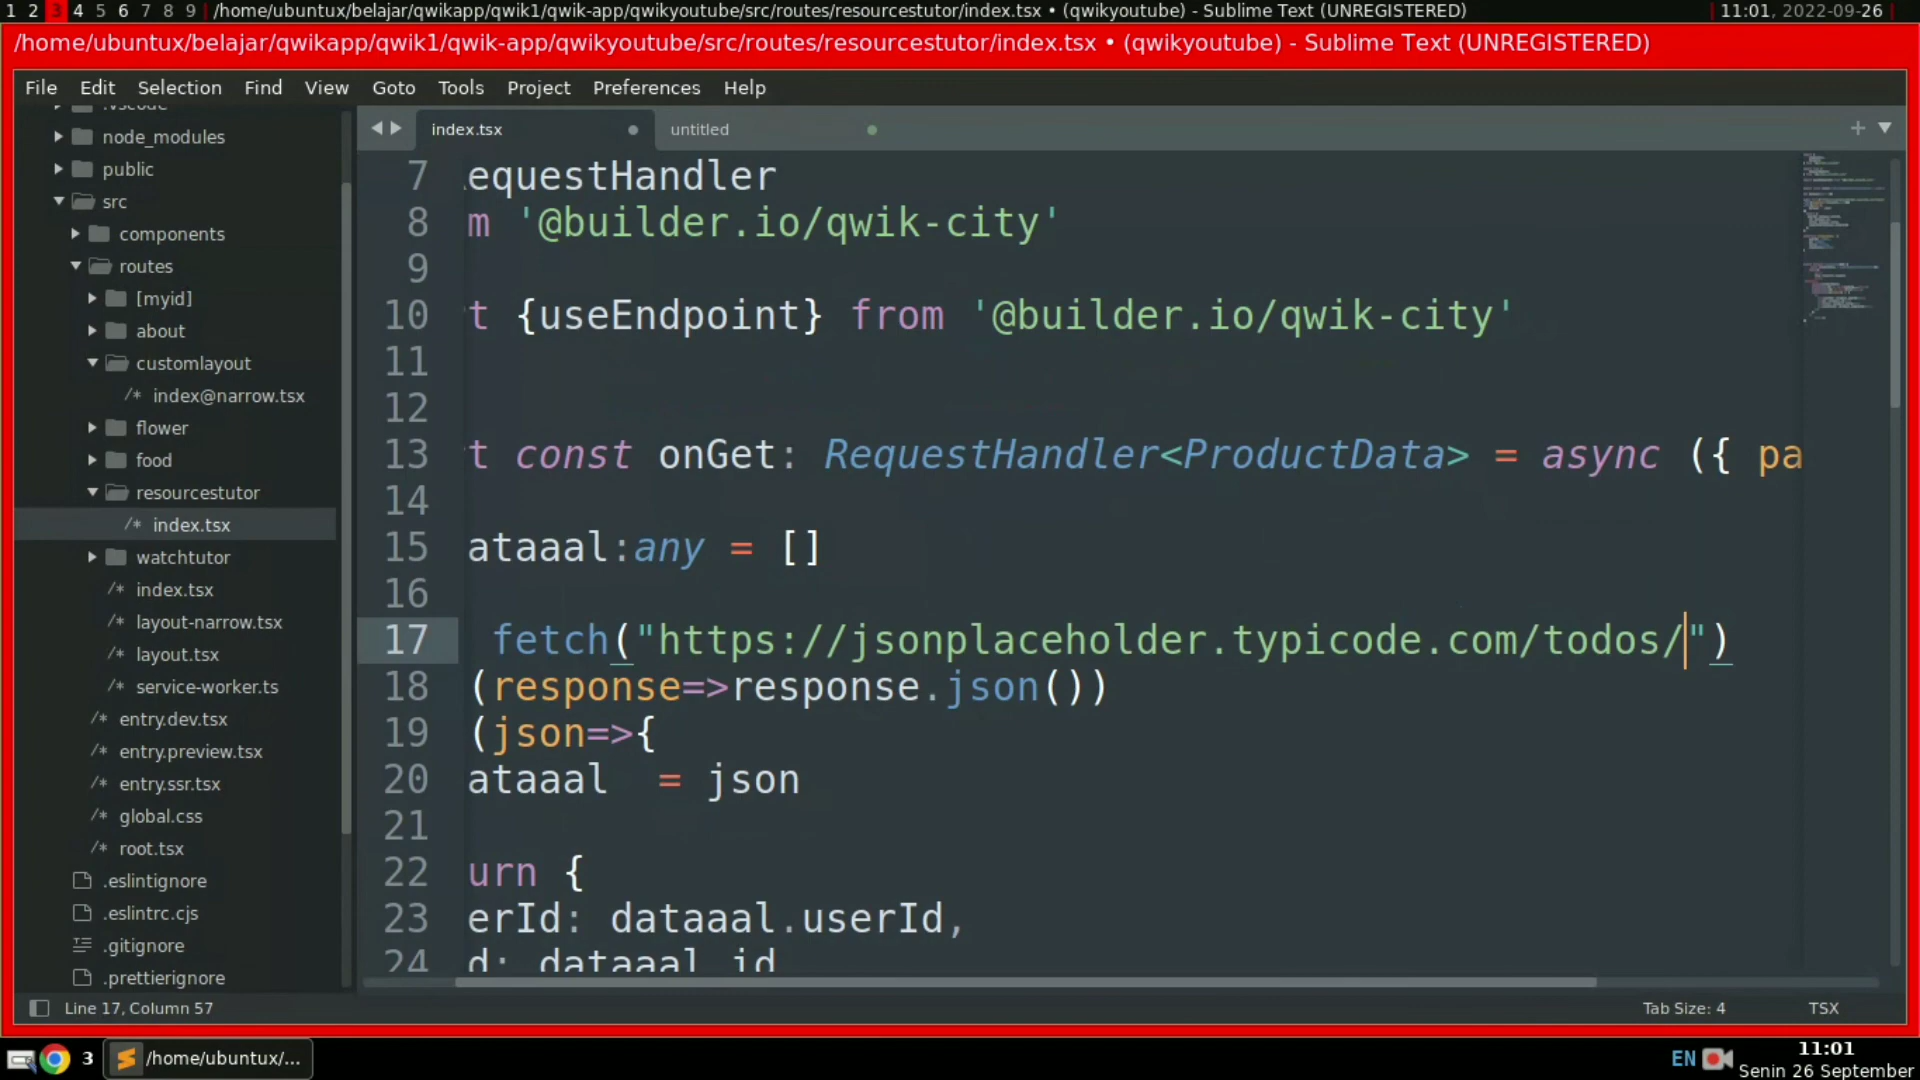 1 2 3 4 5 6 7 8 9 /home/ubuntux/belajar/qwikapp/qwik1/qwik-app/qwikyoutube/src/routes/resourcestutor/index.tsx • (qwikyoutube) - Sublime Text (UNREGISTERED) 11:01, 2022-09-26
/home/ubuntux/belajar/qwikapp/qwik1/qwik-app/qwikyoutube/src/routes/resourcestutor/index.tsx • (qwikyoutube) - Sublime Text (UNREGISTERED)
File Edit Selection Find View Goto Tools Project Preferences Help
.vscode
node_modules
public
src
components
routes
[myid]
about
customlayout
/* index@narrow.tsx
flower
food
resourcestutor
/* index.tsx
watchtutor
/* index.tsx
/* layout-narrow.tsx
/* layout.tsx
/* service-worker.ts
/* entry.dev.tsx
/* entry.preview.tsx
/* entry.ssr.tsx
/* global.css
/* root.tsx
.eslintignore
.eslintrc.cjs
.gitignore
.prettierignore
index.tsx untitled
7 equestHandler
8 m '@builder.io/qwik-city'
9
10 t {useEndpoint} from '@builder.io/qwik-city'
11
12
13 t const onGet: RequestHandler<ProductData> = async ({ pa
14
15 ataaal:any = []
16
17 fetch("https://jsonplaceholder.typicode.com/todos/")
18 (response=>response.json())
19 (json=>{
20 ataaal = json
21
22 urn {
23 erId: dataaal.userId,
24 d: dataaal.id
Line 17, Column 57 Tab Size: 4 TSX
3 /home/ubuntux/... EN 11:01
Senin 26 September